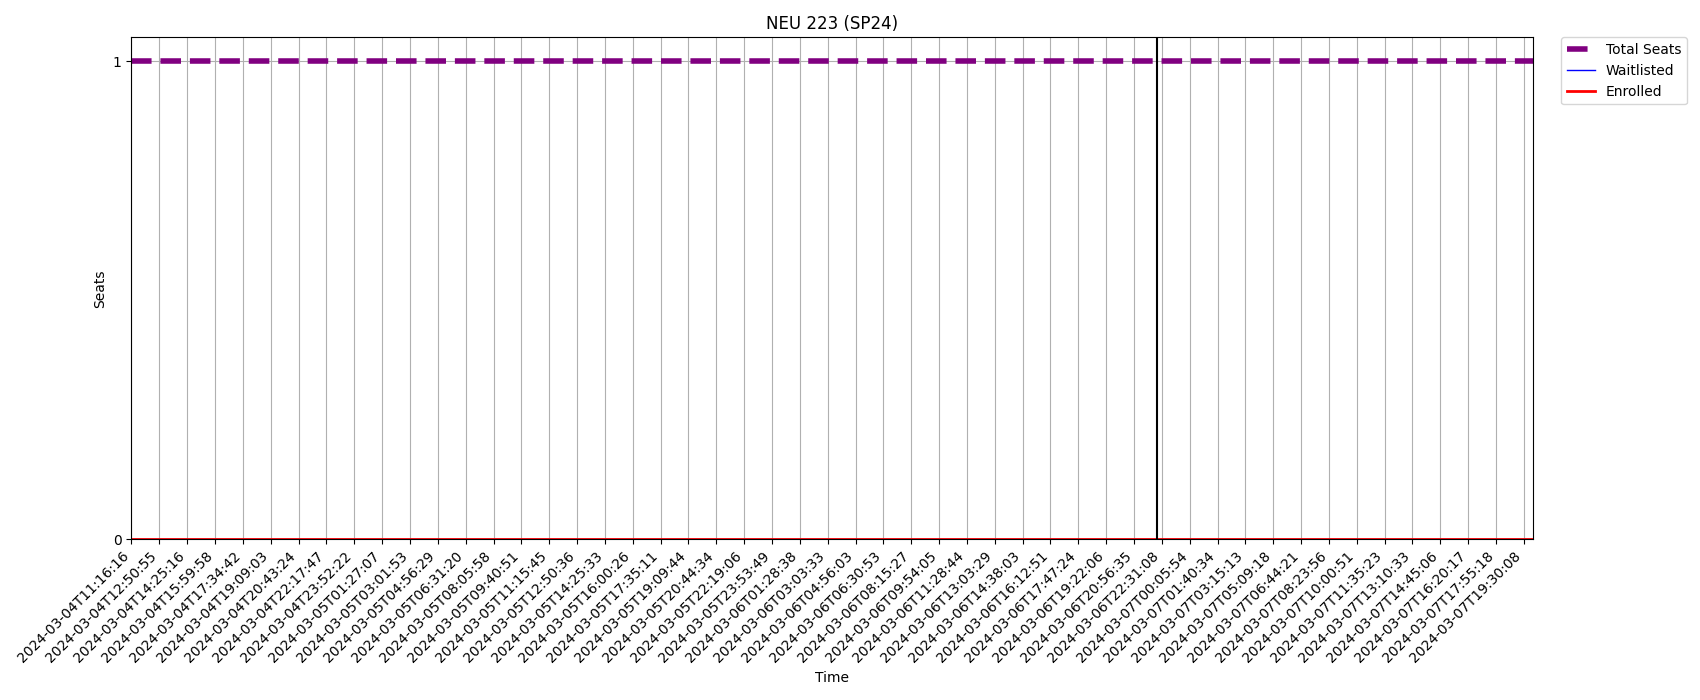 NEU 223 (SP24)
Total Seats
Waitlisted
Enrolled
1
Seats
0
2024-03-04T11:16:16
2024-03-04T12:50:55
2024-03-04T14:25:16
2024-03-04T15:59:58
2024-03-04T17:34:42
2024-03-04T19:09:03
2024-03-04T20:43:24
2024-03-04T22:17:47
2024-03-04T23:52:22
2024-03-05T01:27:07
2024-03-05T03:01:53
2024-03-05T04:56:29
2024-03-05T06:31:20
2024-03-05T08:05:58
2024-03-05T09:40:51
2024-03-05T11:15:45
2024-03-05T12:50:36
2024-03-05T14:25:33
2024-03-05T16:00:26
2024-03-05T17:35:11
2024-03-05T19:09:44
2024-03-05T20:44:34
2024-03-05T22:19:06
2024-03-05T23:53:49
2024-03-06T01:28:38
2024-03-06T03:03:33
2024-03-06T04:56:03
2024-03-06T06:30:53
2024-03-06T08:15:27
2024-03-06T09:54:05
2024-03-06T11:28:44
2024-03-06T13:03:29
2024-03-06T14:38:03
2024-03-06T16:12:51
2024-03-06T17:47:24
2024-03-06T19:22:06
2024-03-06T20:56:35
2024-03-06T22:31:08
2024-03-07T00:05:54
2024-03-07T01:40:34
2024-03-07T03:15:13
2024-03-07T05:09:18
2024-03-07T06:44:21
2024-03-07T08:23:56
2024-03-07T10:00:51
2024-03-07T11:35:23
2024-03-07T13:10:33
2024-03-07T14:45:06
2024-03-07T16:20:17
2024-03-07T17:55:18
2024-03-07T19:30:08
Time